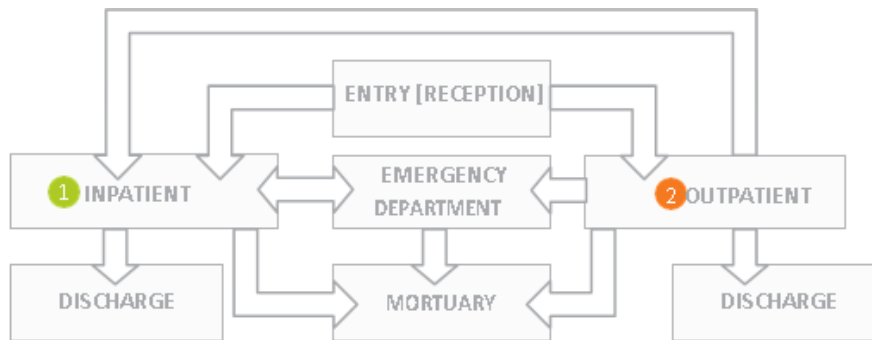 ENTRY [RECEPTION]
1 INPATIENT
EMERGENCY
DEPARTMENT
2 OUTPATIENT
DISCHARGE
MORTUARY
DISCHARGE